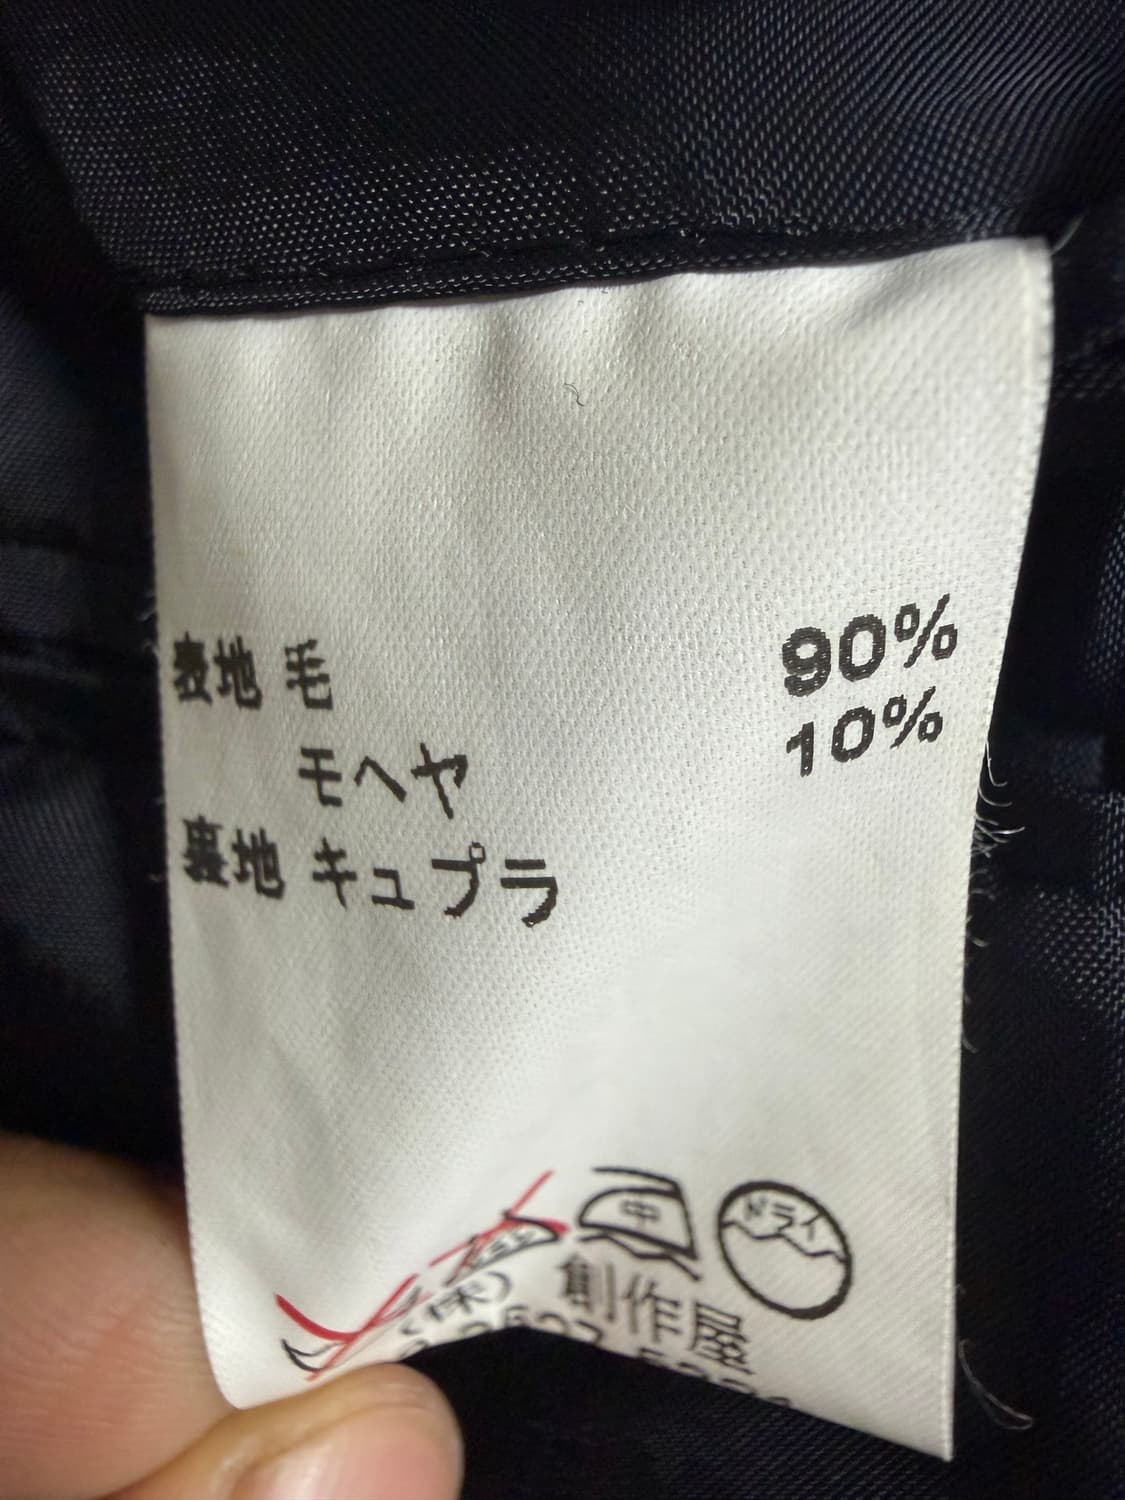 表地 毛 90%
モヘヤ 10%
裏地 キュプラ
中 ドライ
(株) 創作屋